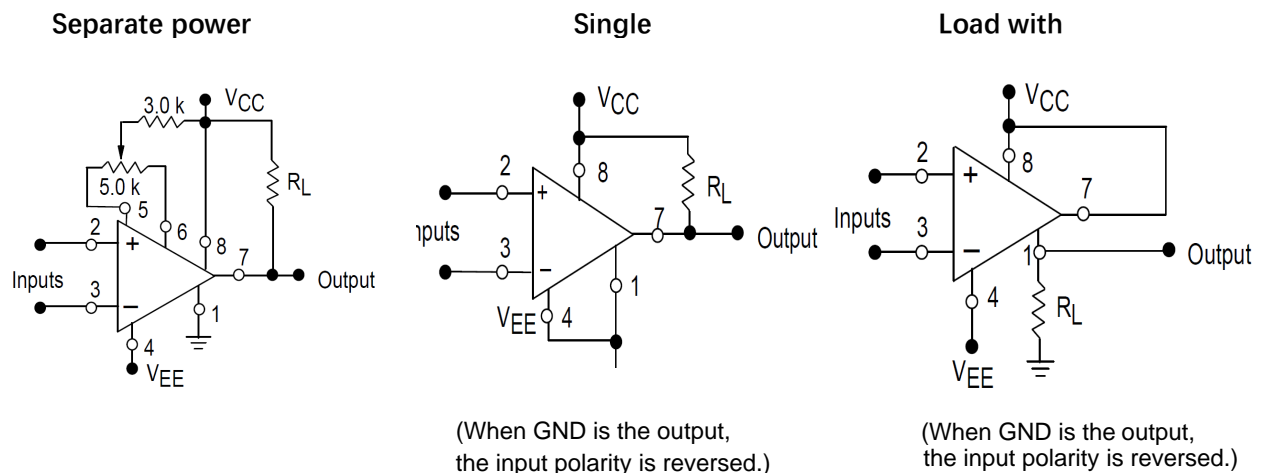 Separate power
Single
Load with
3.0 k
VCC
5.0 k
RL
5
6
2
+
8
7
Inputs
Output
3
−
1
4
VEE
VCC
8
2
RL
+
7
nputs
Output
3
−
1
VEE
4
VCC
8
2
+
7
Inputs
3
−
1
Output
4
RL
VEE
(When GND is the output,
the input polarity is reversed.)
(When GND is the output,
the input polarity is reversed.)